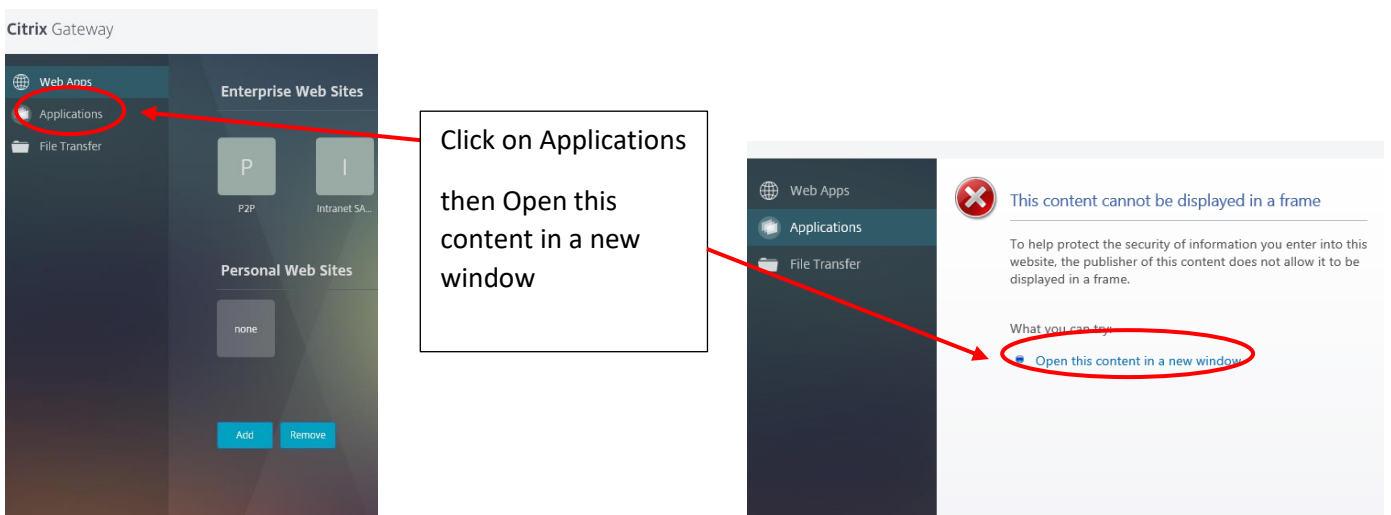 Citrix Gateway
Web Apps
Applications
File Transfer
Enterprise Web Sites
P
I
P2P
Intranet SA...
Personal Web Sites
none
Add
Remove
Click on Applications
then Open this
content in a new
window
Web Apps
Applications
File Transfer
This content cannot be displayed in a frame
To help protect the security of information you enter into this
website, the publisher of this content does not allow it to be
displayed in a frame.
What you can try:
Open this content in a new window